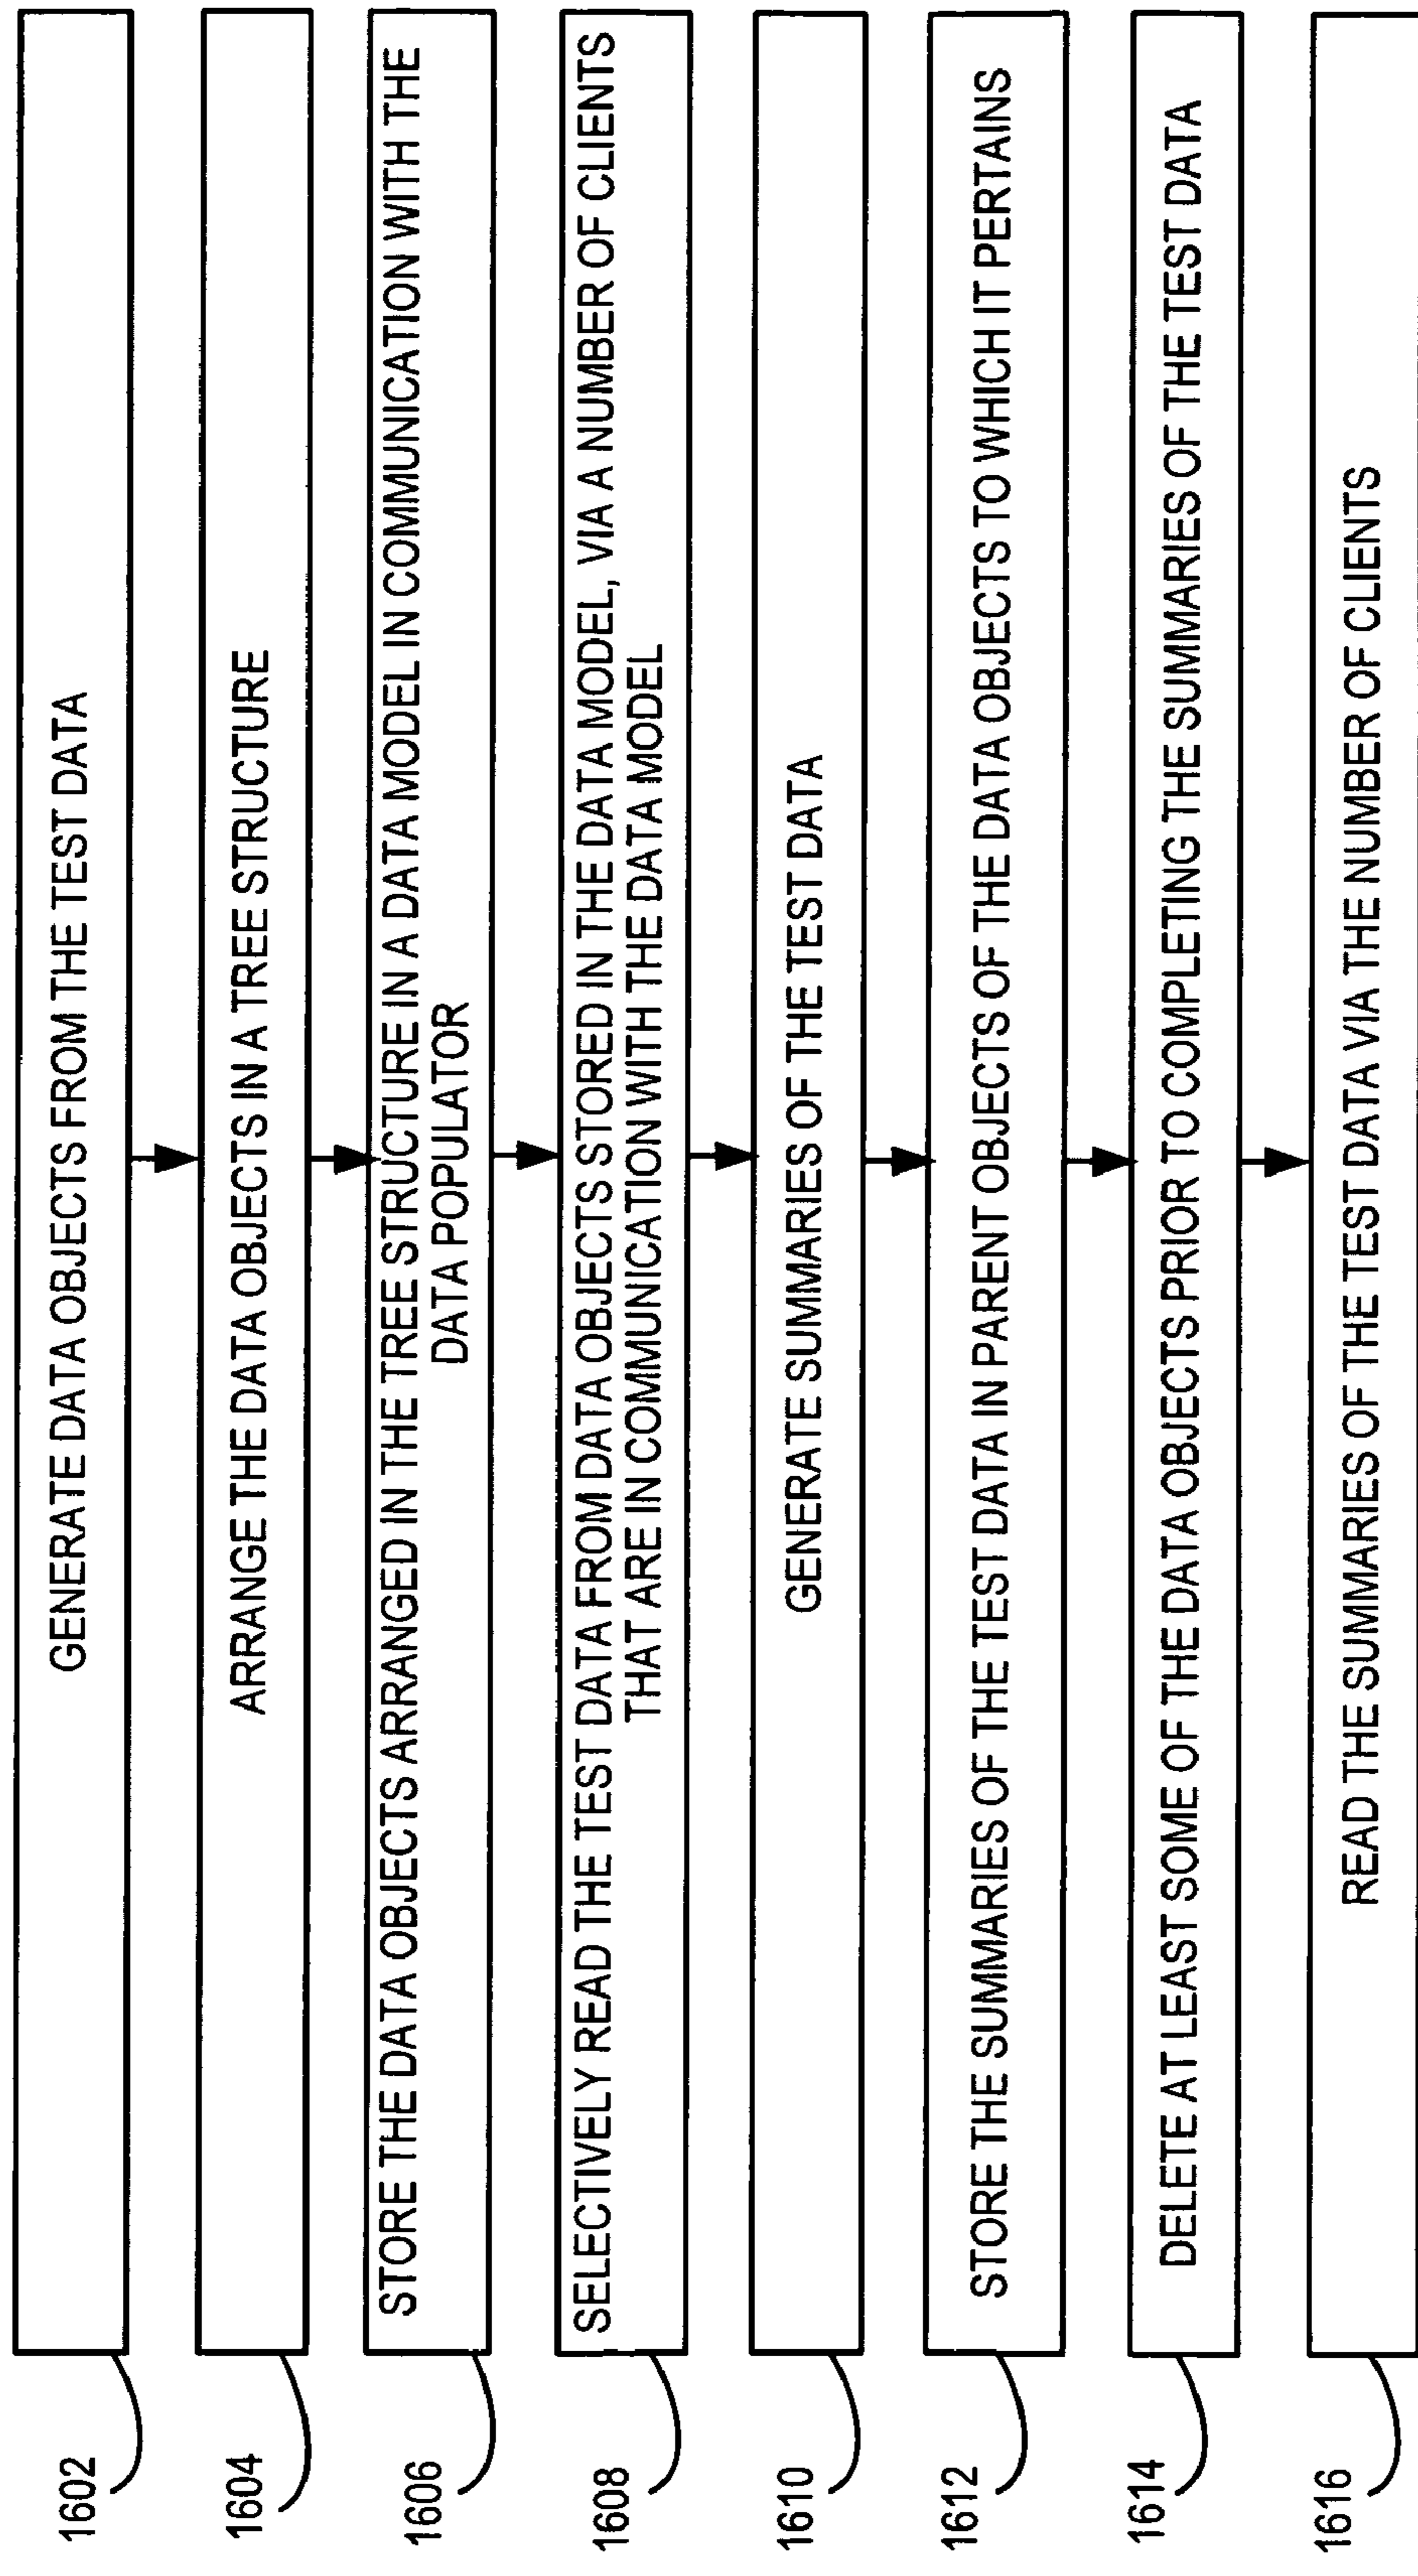 1602
GENERATE DATA OBJECTS FROM THE TEST DATA
1604
ARRANGE THE DATA OBJECTS IN A TREE STRUCTURE
1606
STORE THE DATA OBJECTS ARRANGED IN THE TREE STRUCTURE IN A DATA MODEL IN COMMUNICATION WITH THE
DATA POPULATOR
1608
SELECTIVELY READ THE TEST DATA FROM DATA OBJECTS STORED IN THE DATA MODEL, VIA A NUMBER OF CLIENTS
THAT ARE IN COMMUNICATION WITH THE DATA MODEL
1610
GENERATE SUMMARIES OF THE TEST DATA
1612
STORE THE SUMMARIES OF THE TEST DATA IN PARENT OBJECTS OF THE DATA OBJECTS TO WHICH IT PERTAINS
1614
DELETE AT LEAST SOME OF THE DATA OBJECTS PRIOR TO COMPLETING THE SUMMARIES OF THE TEST DATA
1616
READ THE SUMMARIES OF THE TEST DATA VIA THE NUMBER OF CLIENTS